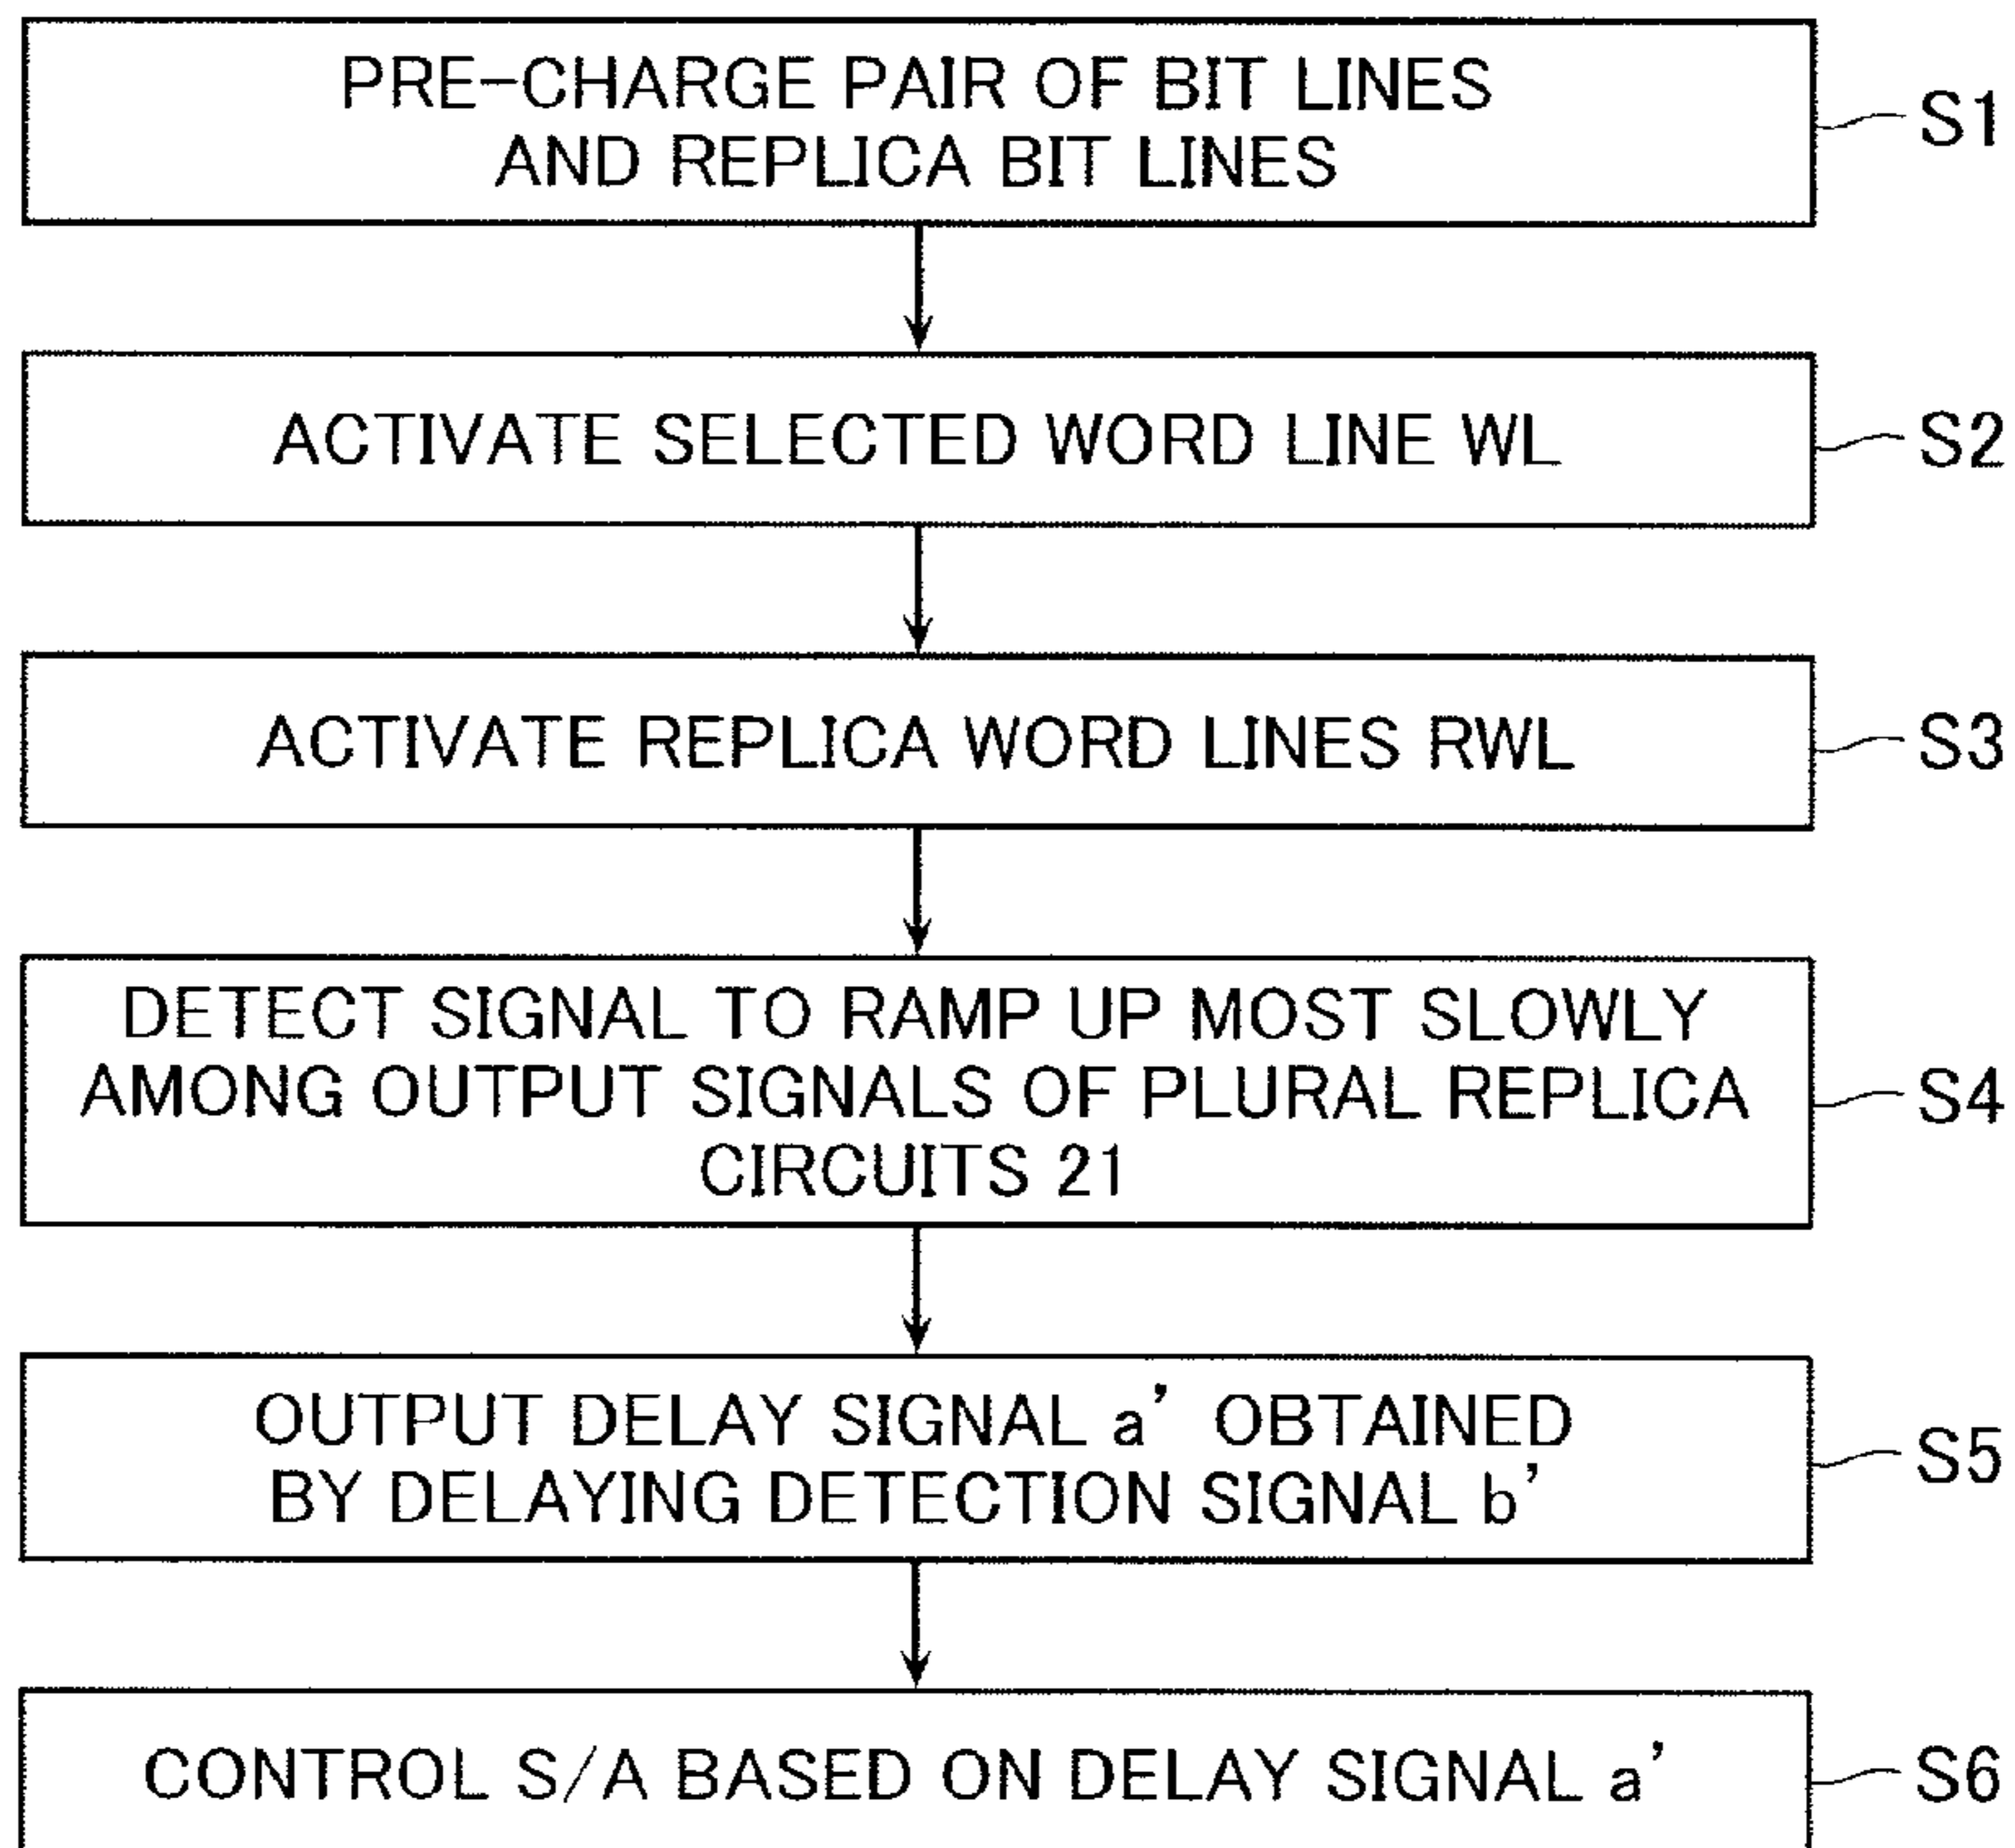 PRE-CHARGE PAIR OF BIT LINES
AND REPLICA BIT LINES
S1
ACTIVATE SELECTED WORD LINE WL
S2
ACTIVATE REPLICA WORD LINES RWL
S3
DETECT SIGNAL TO RAMP UP MOST SLOWLY
AMONG OUTPUT SIGNALS OF PLURAL REPLICA
CIRCUITS 21
S4
OUTPUT DELAY SIGNAL a’ OBTAINED
BY DELAYING DETECTION SIGNAL b’
S5
CONTROL S/A BASED ON DELAY SIGNAL a’
S6